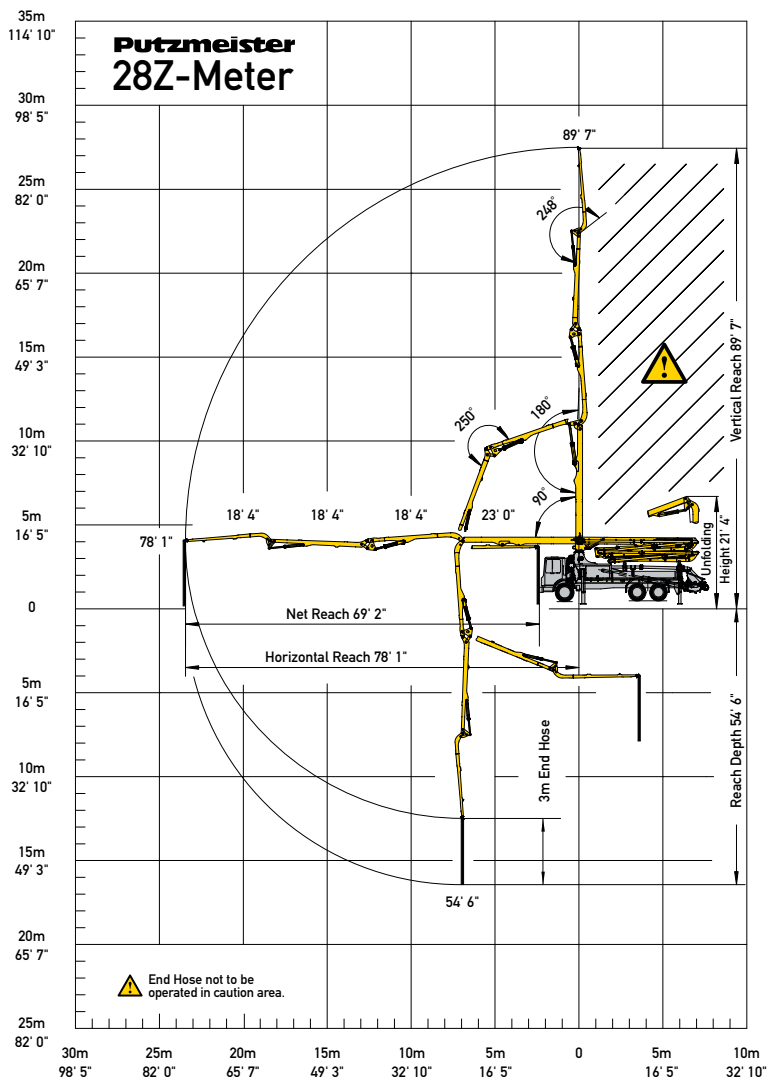 35m
114' 10"
Putzmeister
28Z-Meter
30m
98' 5"
89' 7"
25m
82' 0"
248°
20m
65' 7"
15m
49' 3"
Vertical Reach 89' 7"
10m
32' 10"
250°
180°
90°
5m
16' 5"
18' 4"
18' 4"
18' 4"
23' 0"
78' 1"
Unfolding
Height 21' 4"
0
Net Reach 69' 2"
Horizontal Reach 78' 1"
5m
16' 5"
10m
32' 10"
3m End Hose
Reach Depth 54' 6"
15m
49' 3"
54' 6"
20m
65' 7"
End Hose not to be
operated in caution area.
25m
82' 0"
30m 25m 20m 15m 10m 5m 0 5m 10m
98' 5" 82' 0" 65' 7" 49' 3" 32' 10" 16' 5" 16' 5" 32' 10"